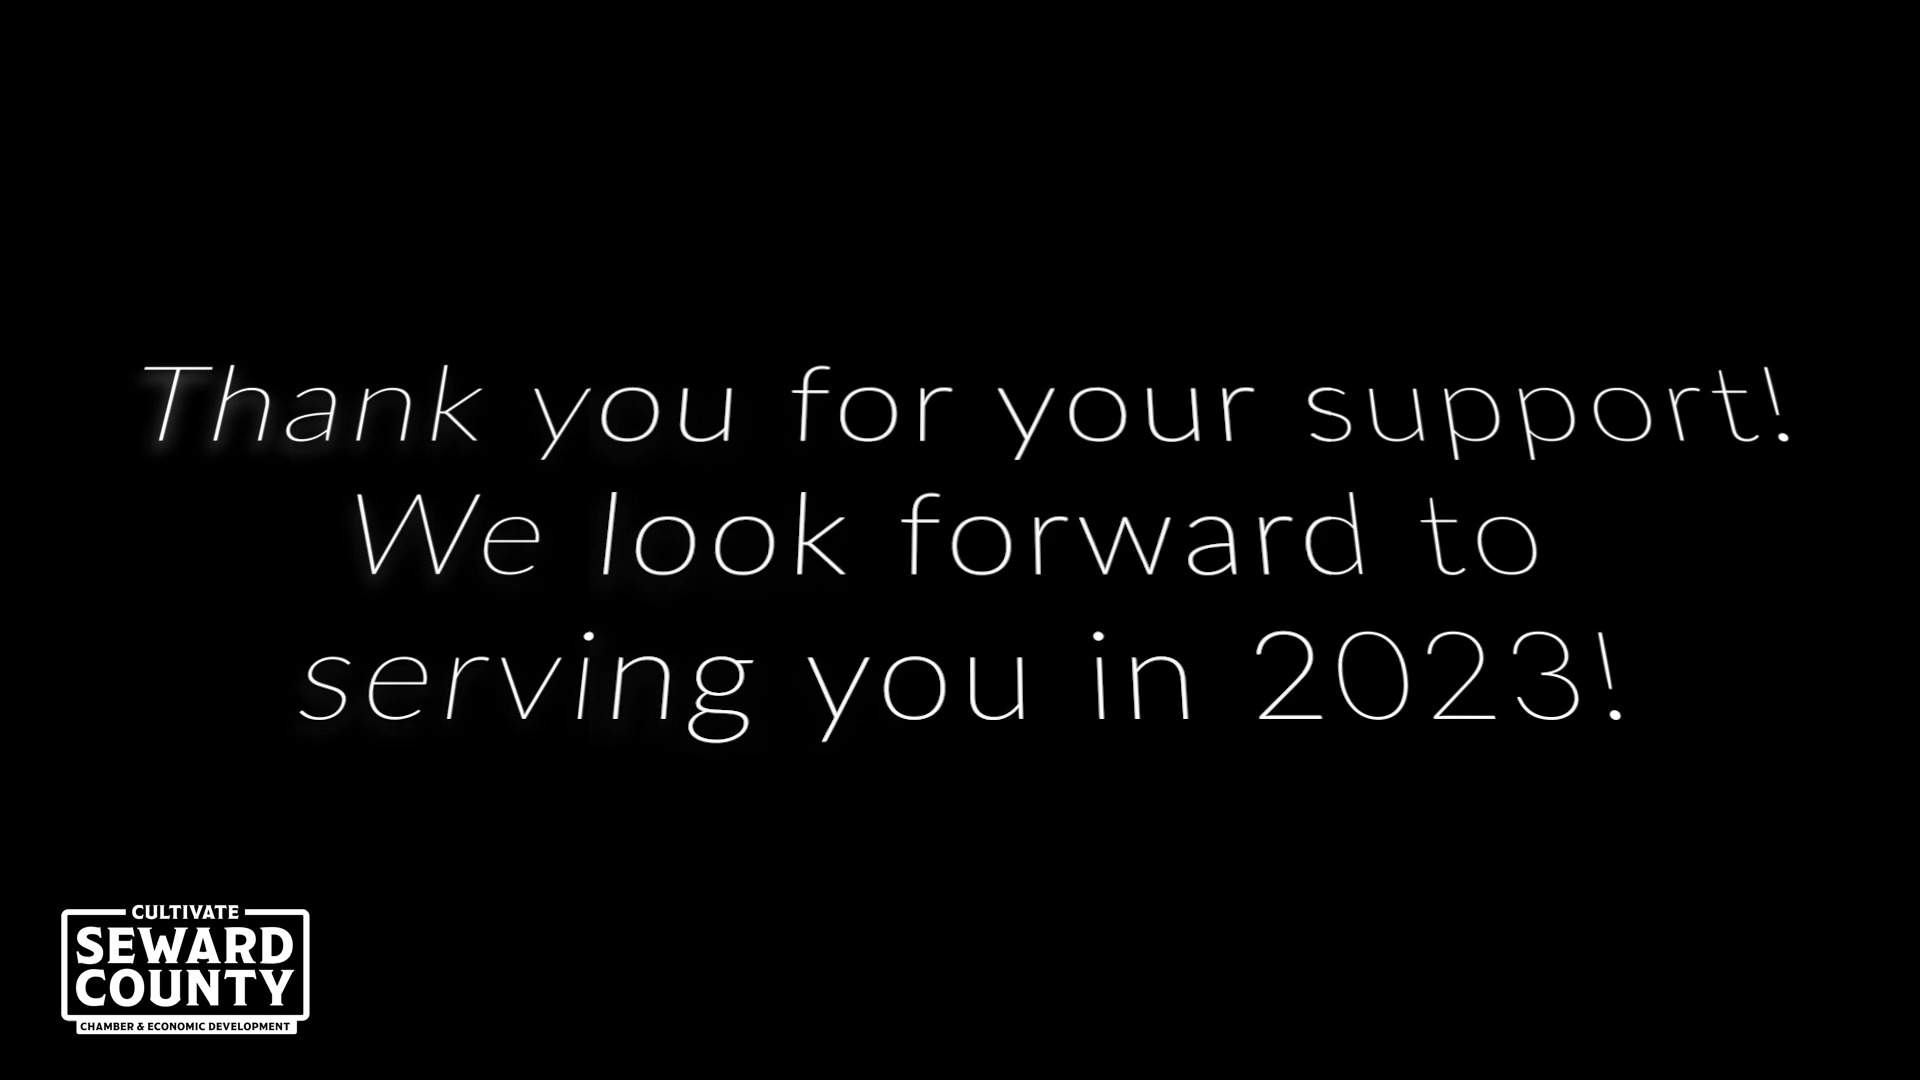 Thank you for your support!
We look forward to
serving you in 2023!
CULTIVATE
SEWARD
COUNTY
CHAMBER & ECONOMIC DEVELOPMENT